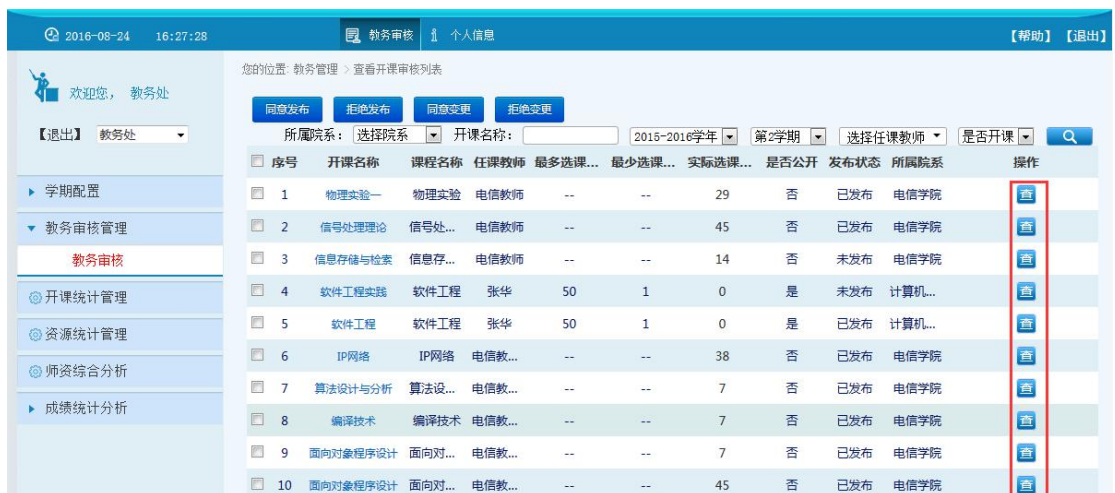 2016-08-24 16:27:28 教务审核 个人信息 【帮助】 【退出】
您的位置: 教务管理 > 查看开课审核列表
欢迎您, 教务处
【退出】 教务处
同意发布 拒绝发布 同意变更 拒绝变更
所属院系: 选择院系 开课名称: 2015-2016学年 第2学期 选择任课教师 是否开课
序号 开课名称 课程名称 任课教师 最多选课... 最少选课... 实际选课... 是否公开 发布状态 所属院系 操作
学期配置
教务审核管理
教务审核
开课统计管理
资源统计管理
师资综合分析
成绩统计分析
1 物理实验一 物理实验 电信教师 -- -- 29 否 已发布 电信学院 查
2 信号处理理论 信号处... 电信教师 -- -- 45 否 已发布 电信学院 查
3 信息存储与检索 信息存... 电信教师 -- -- 14 否 未发布 电信学院 查
4 软件工程实践 软件工程 张华 50 1 0 是 未发布 计算机... 查
5 软件工程 软件工程 张华 50 1 0 是 已发布 计算机... 查
6 IP网络 IP网络 电信教... -- -- 38 否 已发布 电信学院 查
7 算法设计与分析 算法设... 电信教... -- -- 7 否 已发布 电信学院 查
8 编译技术 编译技术 电信教... -- -- 7 否 已发布 电信学院 查
9 面向对象程序设计 面向对... 电信教... -- -- 7 否 已发布 电信学院 查
10 面向对象程序设计 面向对... 电信教... -- -- 45 否 已发布 电信学院 查